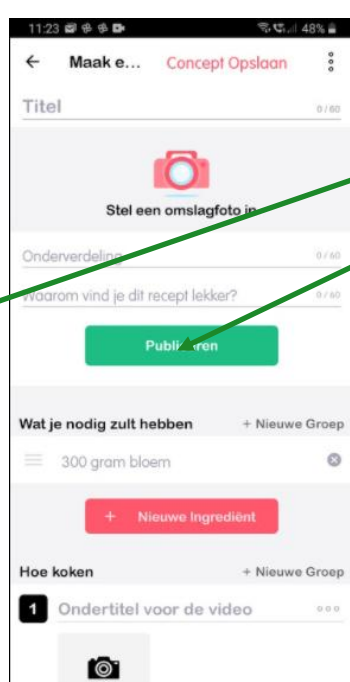 11:23 48%
Maak e... Concept Opslaan
Titel 0/60
Stel een omslagfoto in
Onderverdeling 0/60
Waarom vind je dit recept lekker? 0/60
Publiceren
Wat je nodig zult hebben + Nieuwe Groep
300 gram bloem
+ Nieuwe Ingrediënt
Hoe koken + Nieuwe Groep
1 Ondertitel voor de video